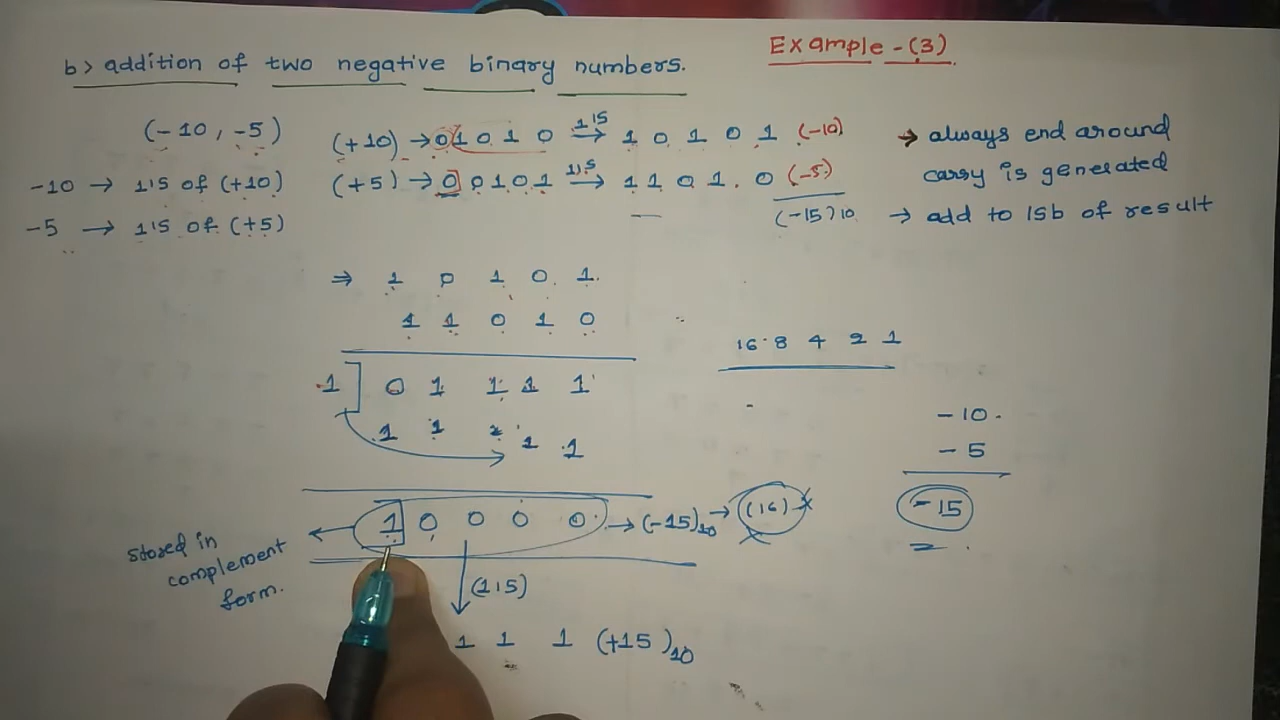 Example-(3)
b> addition of two negative binary numbers.
(-10, -5)
-10 → 1's of (+10)
-5 → 1's of (+5)
(+10) → 0 1 0 1 0 1's → 1 0 1 0 1 (-10)
(+5) → 0 0 1 0 1 1's → 1 1 0 1 0 (-5)
(-15)10
→ always end around
carry is generated
→ add to lsb of result
⇒ 1 0 1 0 1
1 1 0 1 0
1 0 1 1 1 1
1 1 1 1 1
16 8 4 2 1
-10
-5
-15
1 0 0 0 0 → (-15)10 → (16)
stored in
complement
form.
(1's)
1 1 1 (+15)10